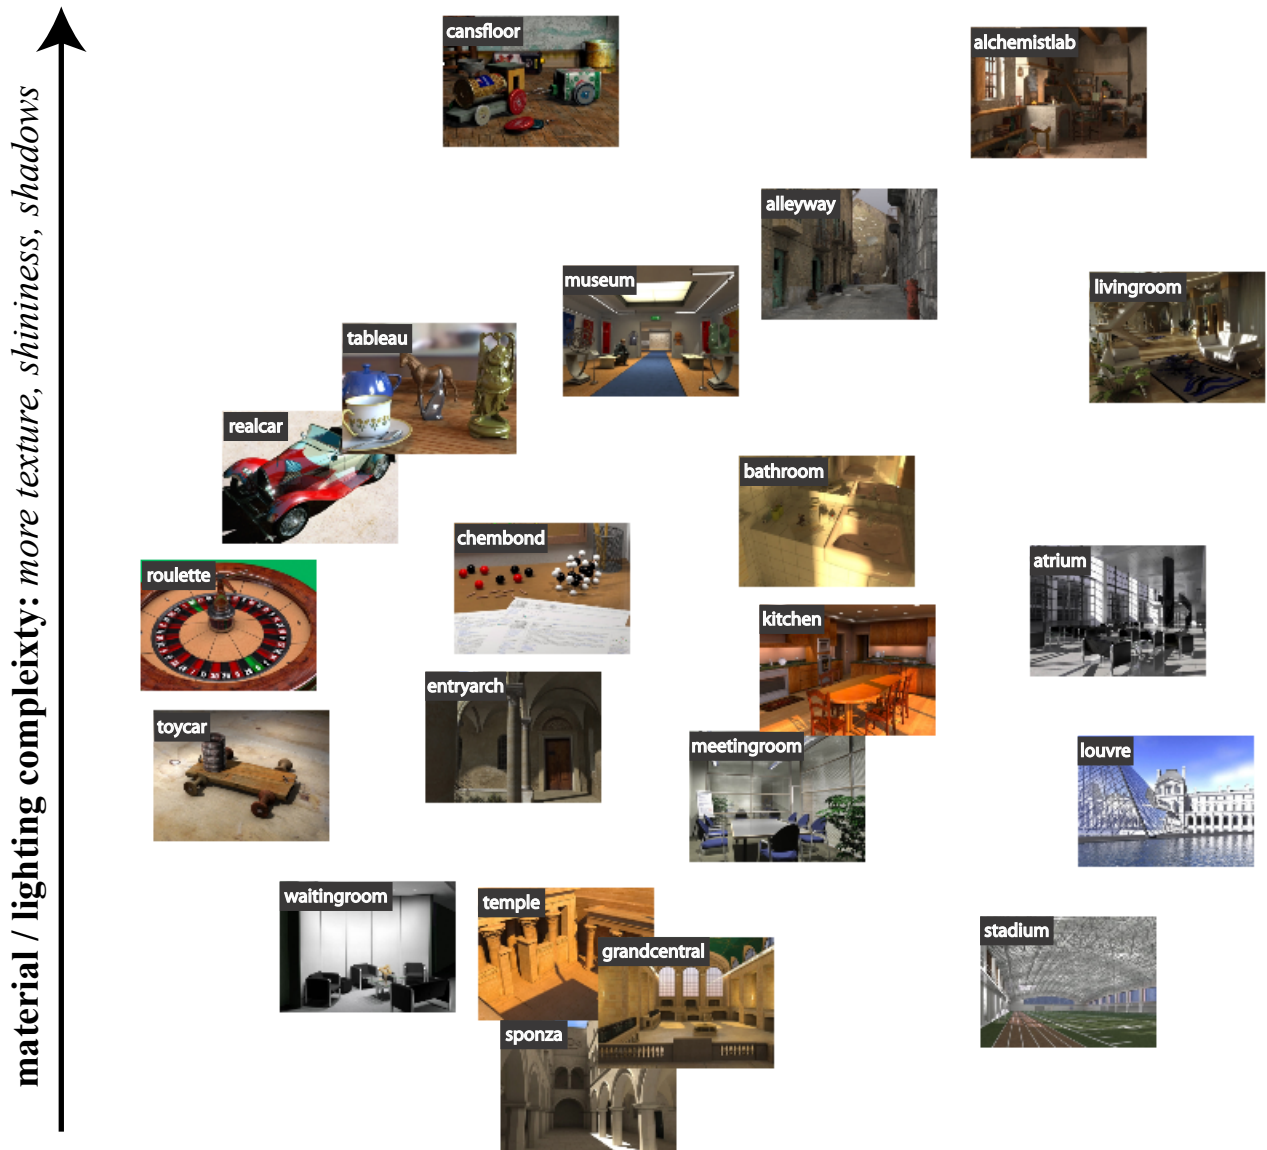 material / lighting compleixty: more texture, shininess, shadows
cansfloor
alchemistlab
alleyway
museum
livingroom
tableau
realcar
bathroom
chembond
atrium
roulette
kitchen
entryarch
toycar
meetingroom
louvre
waitingroom
temple
stadium
grandcentral
sponza